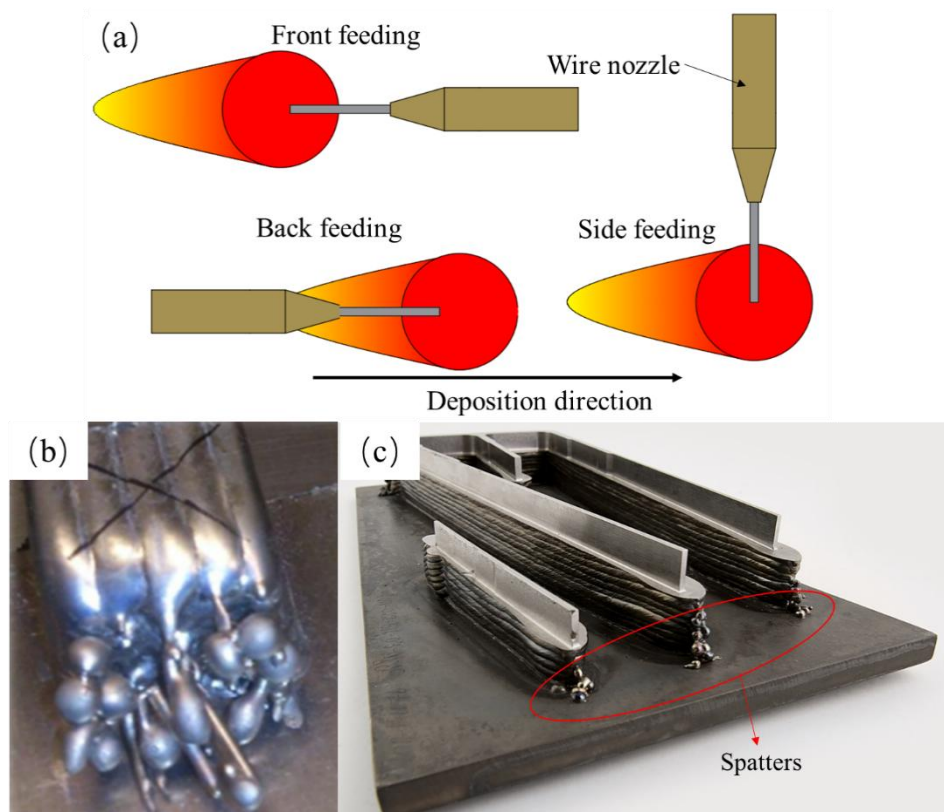 (a)
Front feeding
Wire nozzle
Back feeding
Side feeding
Deposition direction
(b)
(c)
Spatters